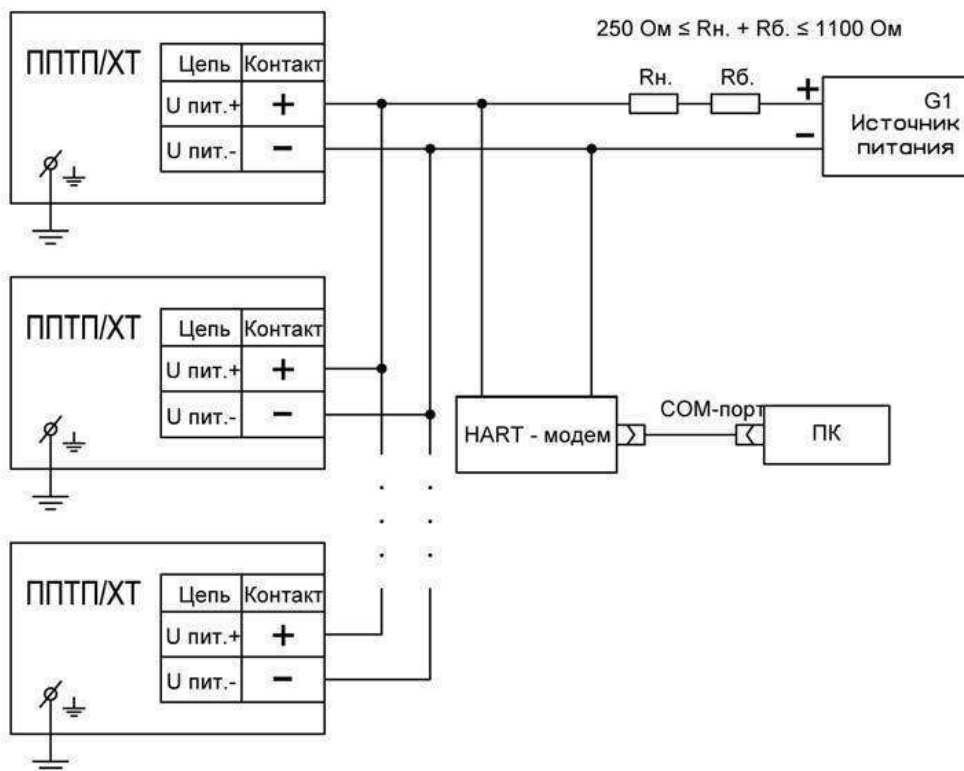 250 Ом ≤ Rн. + Rб. ≤ 1100 Ом
ППТП/ХТ
Цепь Контакт
U пит.+ +
U пит.- −
Rн. Rб.
+
−
G1
Источник
питания
ППТП/ХТ
Цепь Контакт
U пит.+ +
U пит.- −
HART - модем
COM-порт
ПК
ППТП/ХТ
Цепь Контакт
U пит.+ +
U пит.- −